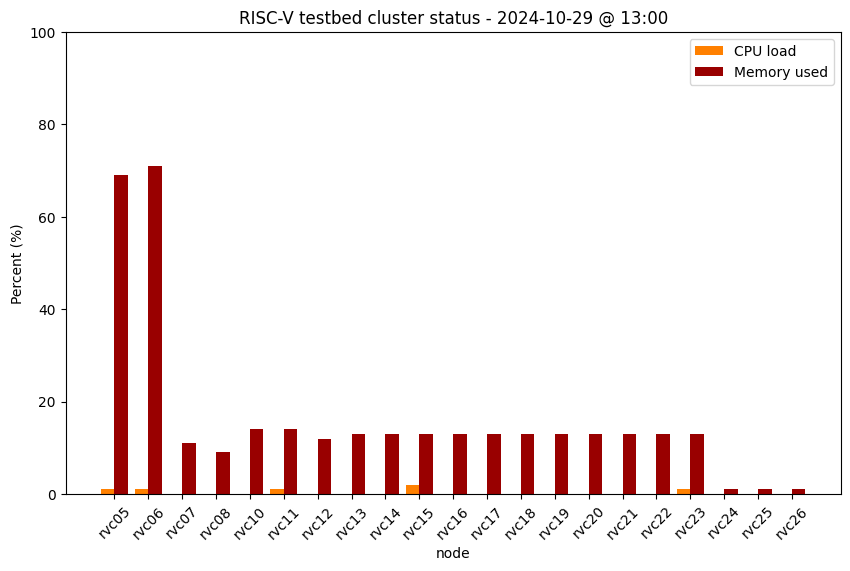 RISC-V testbed cluster status - 2024-10-29 @ 13:00
CPU load
Memory used
Percent (%)
100
80
60
40
20
0
rvc05 rvc06 rvc07 rvc08 rvc10 rvc11 rvc12 rvc13 rvc14 rvc15 rvc16 rvc17 rvc18 rvc19 rvc20 rvc21 rvc22 rvc23 rvc24 rvc25 rvc26
node